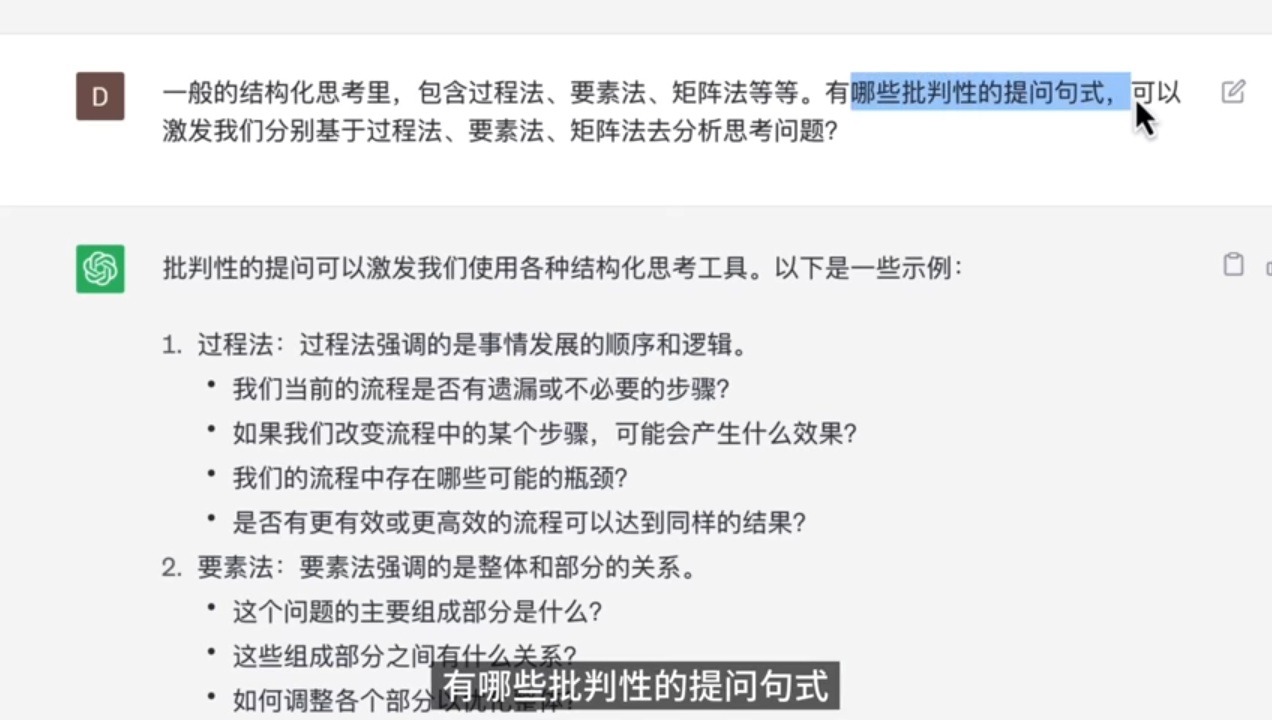 D
一般的结构化思考里，包含过程法、要素法、矩阵法等等。有哪些批判性的提问句式，可以
激发我们分别基于过程法、要素法、矩阵法去分析思考问题？
批判性的提问可以激发我们使用各种结构化思考工具。以下是一些示例：
1. 过程法：过程法强调的是事情发展的顺序和逻辑。
• 我们当前的流程是否有遗漏或不必要的步骤？
• 如果我们改变流程中的某个步骤，可能会产生什么效果？
• 我们的流程中存在哪些可能的瓶颈？
• 是否有更有效或更高效的流程可以达到同样的结果？
2. 要素法：要素法强调的是整体和部分的关系。
• 这个问题的主要组成部分是什么？
• 这些组成部分之间有什么关系？
• 如何调整各个部分以优化整体？
有哪些批判性的提问句式